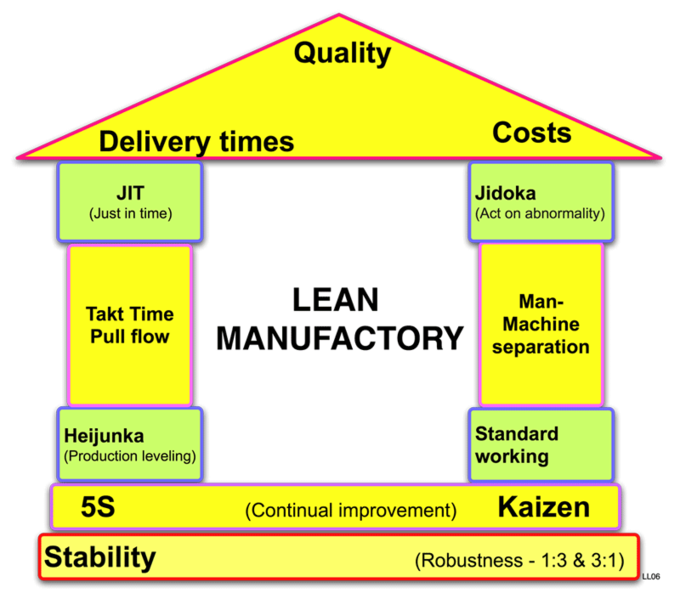 Quality
Delivery times
Costs
JIT
(Just in time)
Jidoka
(Act on abnormality)
Takt Time
Pull flow
LEAN
MANUFACTORY
Man-
Machine
separation
Heijunka
(Production leveling)
Standard
working
5S (Continual improvement) Kaizen
Stability (Robustness - 1:3 & 3:1)
LL06